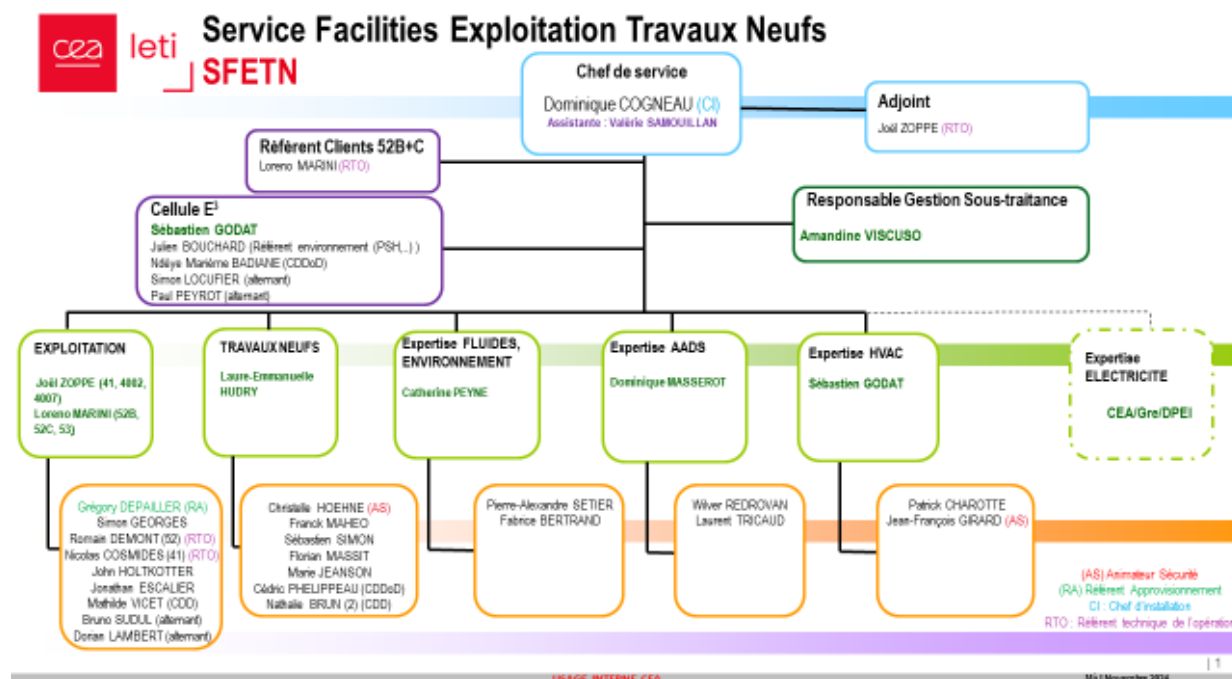 cea
leti
Service Facilities Exploitation Travaux Neufs
SFETN
Chef de service
Dominique COGNEAU (CI)
Assistante : Valérie SAMOUILLAN
Adjoint
Joël ZOPPE (RTO)
Référent Clients 52B+C
Loreno MARINI (RTO)
Cellule E³
Sébastien GODAT
Julien BOUCHARD (Référent environnement (PSH,..) )
Ndèye Marième BADIANE (CDDoD)
Simon LOCUFIER (alternant)
Paul PEYROT (alternant)
Responsable Gestion Sous-traitance
Amandine VISCUSO
EXPLOITATION
Joël ZOPPE (41, 4002,
4007)
Loreno MARINI (52B,
52C, 53)
TRAVAUX NEUFS
Laure-Emmanuelle
HUDRY
Expertise FLUIDES,
ENVIRONNEMENT
Catherine PEYNE
Expertise AADS
Dominique MASSEROT
Expertise HVAC
Sébastien GODAT
Expertise
ELECTRICITE
CEA/Gre/DPEI
Grégory DEPAILLER (RA)
Simon GEORGES
Romain DEMONT (52) (RTO)
Nicolas COSMIDES (41) (RTO)
John HOLTKOTTER
Jonathan ESCALIER
Mathilde VICET (CDD)
Bruno SUDUL (alternant)
Dorian LAMBERT (alternant)
Christelle HOEHNE (AS)
Franck MAHEO
Sébastien SIMON
Florian MASSIT
Marie JEANSON
Cédric PHELIPPEAU (CDDoD)
Nathalie BRUN (2) (CDD)
Pierre-Alexandre SETIER
Fabrice BERTRAND
Wilver REDROVAN
Laurent TRICAUD
Patrick CHAROTTE
Jean-François GIRARD (AS)
(AS) Animateur Sécurité
(RA) Référent Approvisionnement
CI : Chef d'installation
RTO : Référent technique de l'opération
| 1
USAGE INTERNE CEA
MàJ Novembre 2024